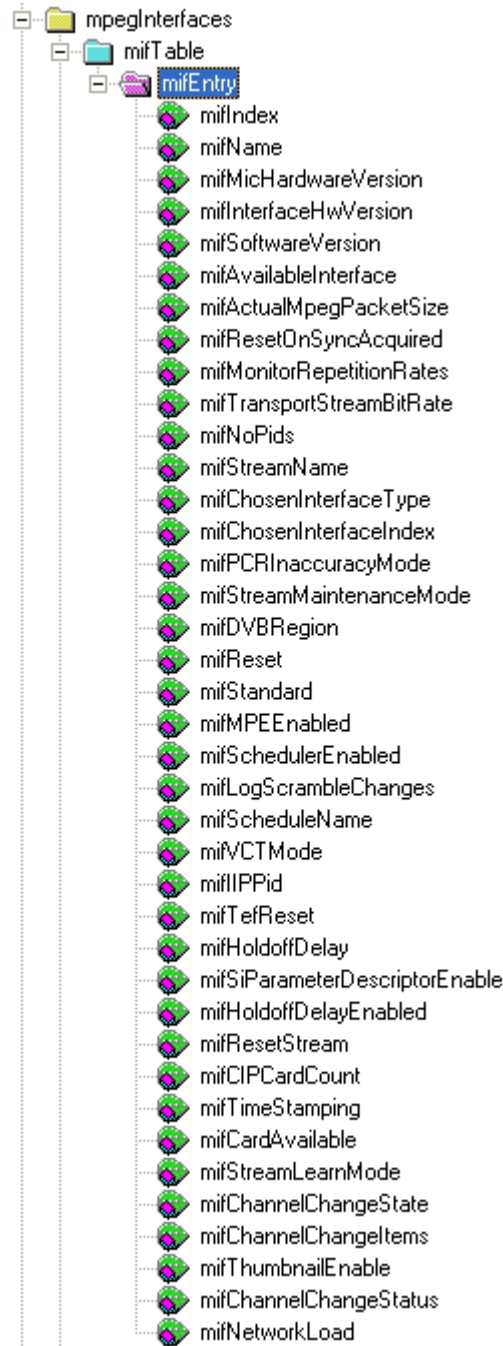 mpegInterfaces
mifTable
mifEntry
mifIndex
mifName
mifMicHardwareVersion
mifInterfaceHwVersion
mifSoftwareVersion
mifAvailableInterface
mifActualMpegPacketSize
mifResetOnSyncAcquired
mifMonitorRepetitionRates
mifTransportStreamBitRate
mifNoPids
mifStreamName
mifChosenInterfaceType
mifChosenInterfaceIndex
mifPCRInaccuracyMode
mifStreamMaintenanceMode
mifDVBRegion
mifReset
mifStandard
mifMPEEnabled
mifSchedulerEnabled
mifLogScrambleChanges
mifScheduleName
mifVCTMode
mifIIPPid
mifTefReset
mifHoldoffDelay
mifSiParameterDescriptorEnable
mifHoldoffDelayEnabled
mifResetStream
mifCIPCardCount
mifTimeStamping
mifCardAvailable
mifStreamLearnMode
mifChannelChangeState
mifChannelChangeItems
mifThumbnailEnable
mifChannelChangeStatus
mifNetworkLoad